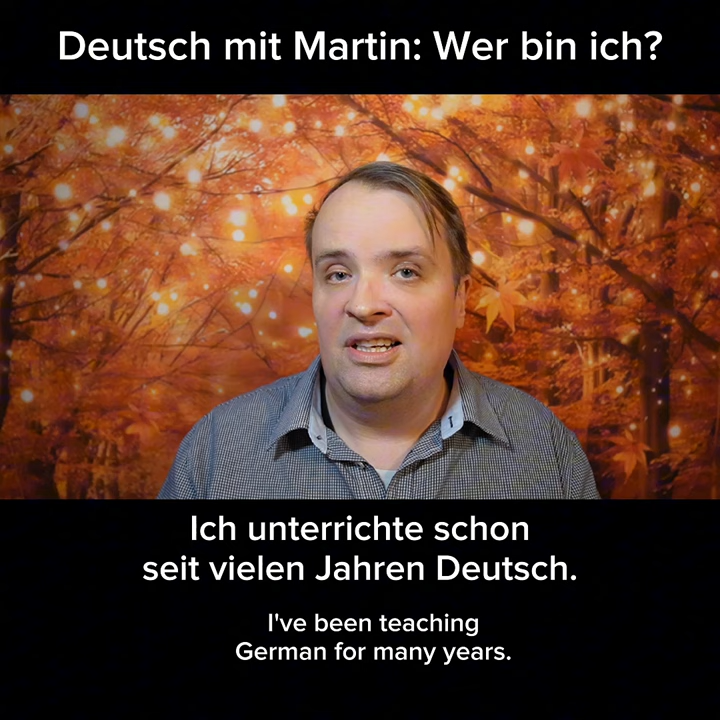 Deutsch mit Martin: Wer bin ich?
Ich unterrichte schon
seit vielen Jahren Deutsch.
I've been teaching
German for many years.